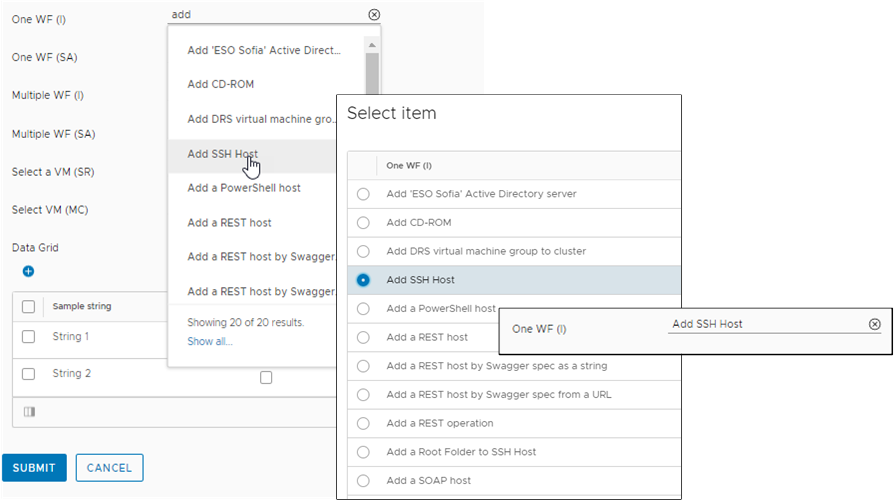 One WF (I)
add
One WF (SA)
Multiple WF (I)
Multiple WF (SA)
Select a VM (SR)
Select VM (MC)
Data Grid
Sample string
String 1
String 2
SUBMIT
CANCEL
Add 'ESO Sofia' Active Direct...
Add CD-ROM
Add DRS virtual machine gro...
Add SSH Host
Add a PowerShell host
Add a REST host
Add a REST host by Swagger...
Add a REST host by Swagger...
Showing 20 of 20 results.
Show all...
Select item
One WF (I)
Add 'ESO Sofia' Active Directory server
Add CD-ROM
Add DRS virtual machine group to cluster
Add SSH Host
Add a PowerShell host
Add a REST host
Add a REST host by Swagger spec as a string
Add a REST host by Swagger spec from a URL
Add a REST operation
Add a Root Folder to SSH Host
Add a SOAP host
One WF (I)
Add SSH Host